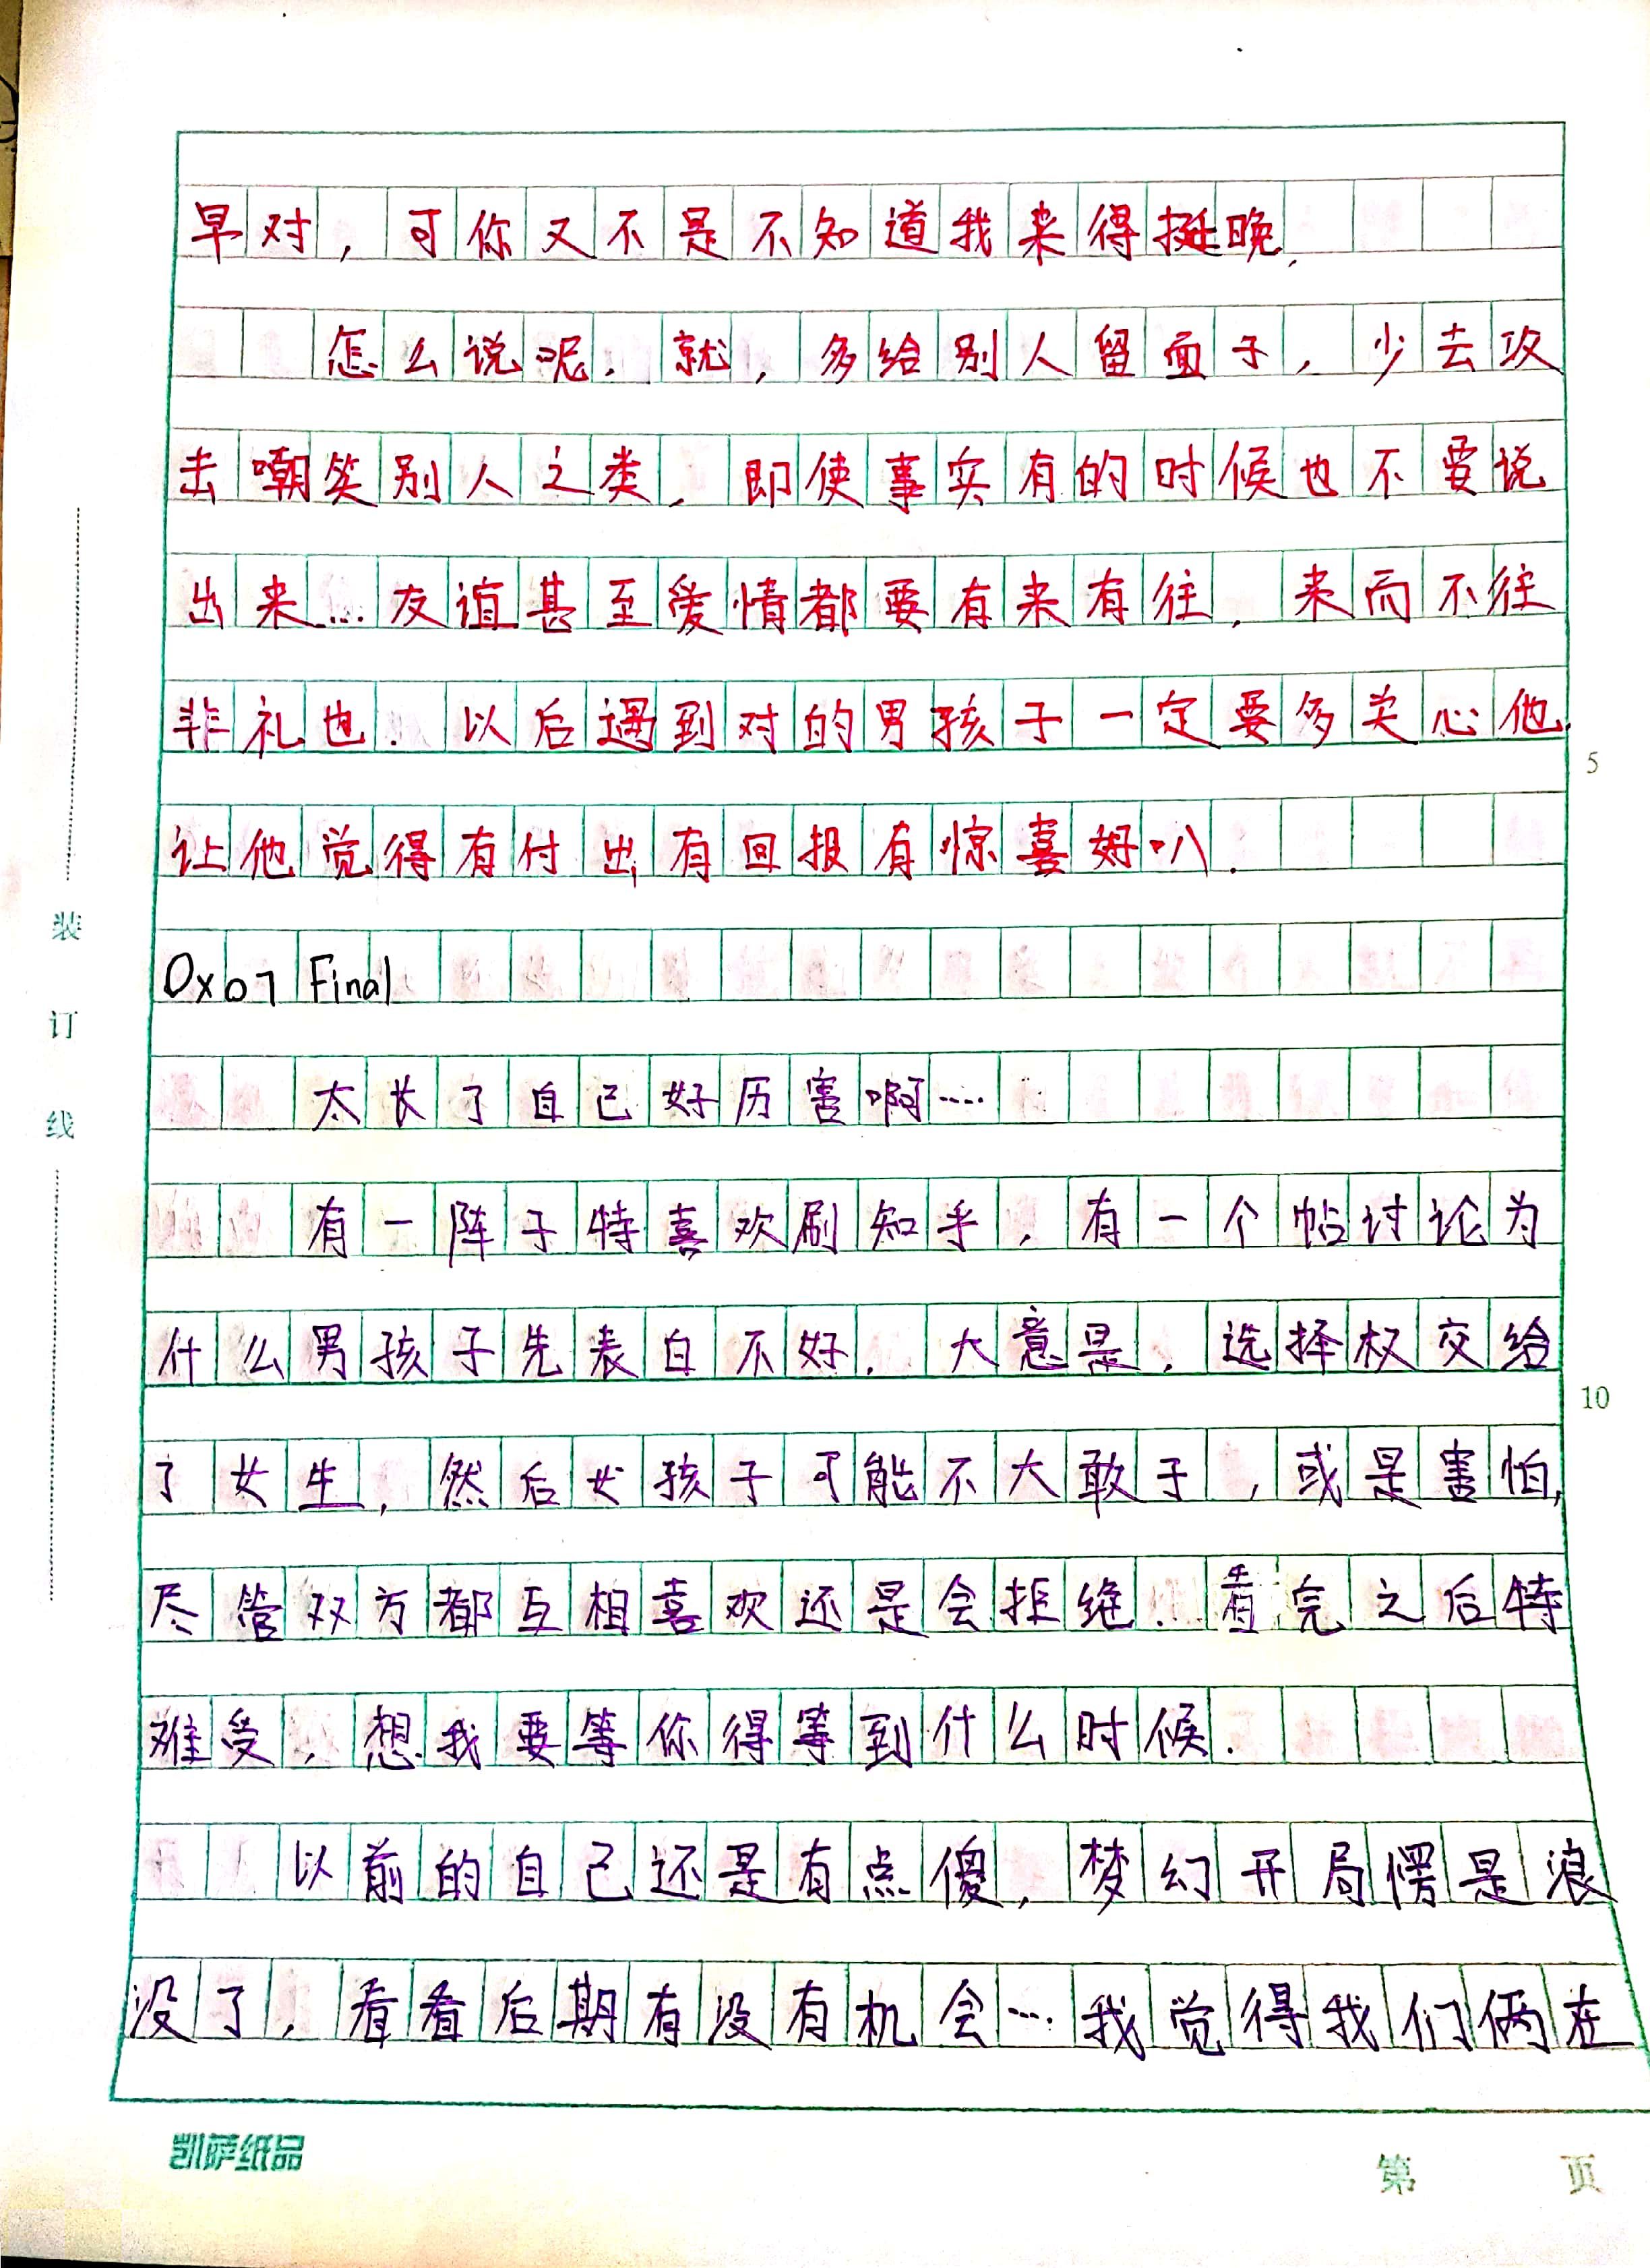 早对，可你又不是不知道我来得挺晚.
怎么说呢.就，多给别人留面子，少去攻
击嘲笑别人之类，即使事实有的时候也不要说
出来…友谊甚至爱情都要有来有往，来而不往
非礼也.以后遇到对的男孩子一定要多关心他.
让他觉得有付出有回报有惊喜好叭.
0x07 Final
太长了自己好历害啊……
有一阵子特喜欢刷知乎，有一个帖讨论为
什么男孩子先表白不好.大意是，选择权交给
了女生，然后女孩子可能不大敢于，或是害怕,
尽管双方都互相喜欢还是会拒绝.看完之后特
难受，想我要等你得等到什么时候.
以前的自己还是有点傻，梦幻开局愣是浪
没了，看看后期有没有机会…我觉得我们俩在
5
10
装
订
线
凯萨纸品
第 页